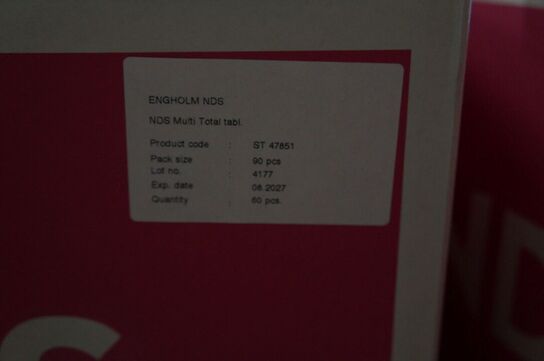 ENGHOLM NDS
NDS Multi Total tabl.
Product code : ST 47851
Pack size : 90 pcs
Lot no. : 4177
Exp. date : 08.2027
Quantity : 60 pcs.